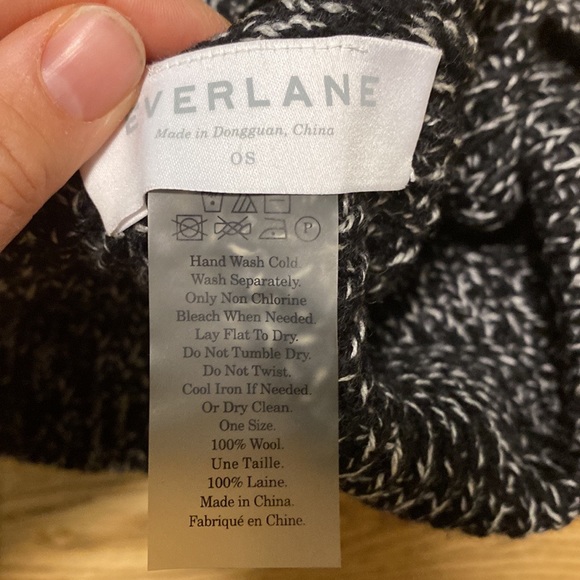 EVERLANE
Made in Dongguan, China
OS
P
Hand Wash Cold
Wash Separately.
Only Non Chlorine
Bleach When Needed.
Lay Flat To Dry.
Do Not Tumble Dry.
Do Not Twist.
Cool Iron If Needed.
Or Dry Clean.
One Size.
100% Wool.
Une Taille.
100% Laine.
Made in China.
Fabriqué en Chine.